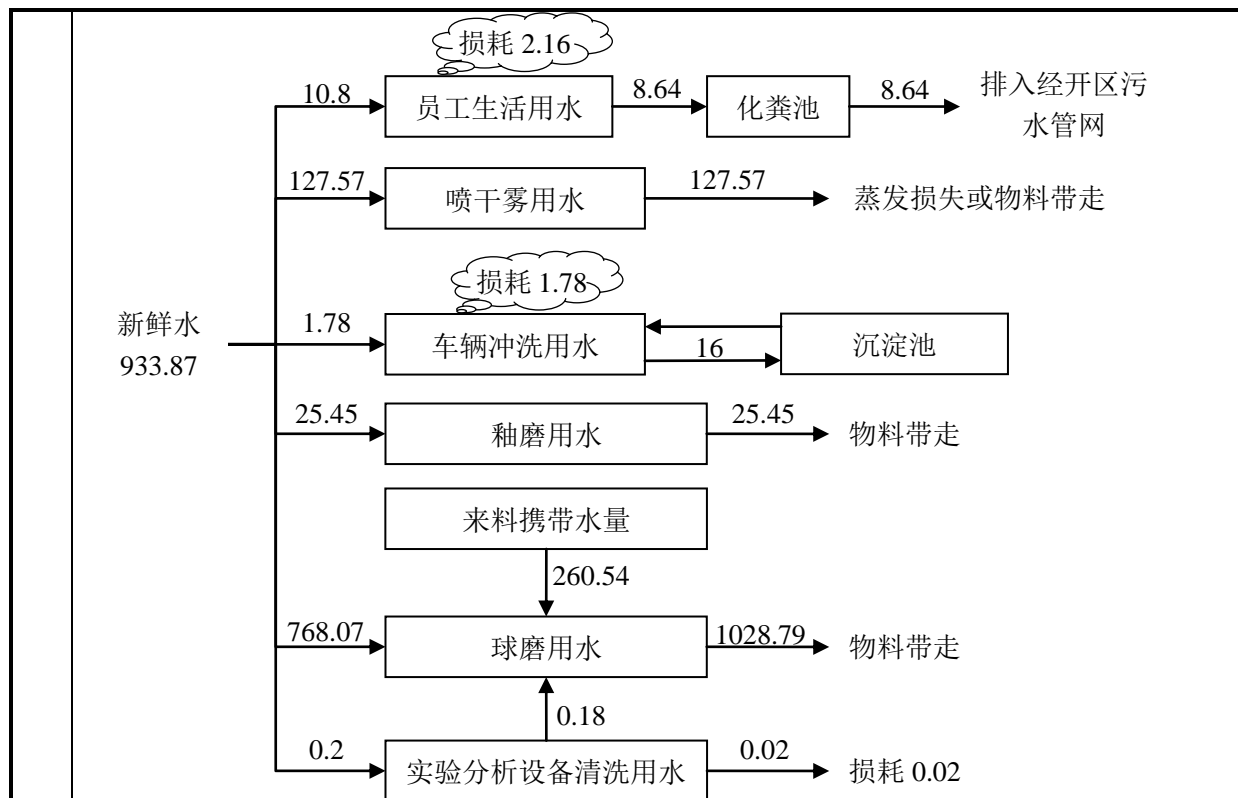 损耗 2.16
10.8
员工生活用水
8.64
化粪池
8.64
排入经开区污
水管网
127.57
喷干雾用水
127.57
蒸发损失或物料带走
损耗 1.78
新鲜水
933.87
1.78
车辆冲洗用水
16
沉淀池
25.45
釉磨用水
25.45
物料带走
来料携带水量
260.54
768.07
球磨用水
1028.79
物料带走
0.18
0.2
实验分析设备清洗用水
0.02
损耗 0.02